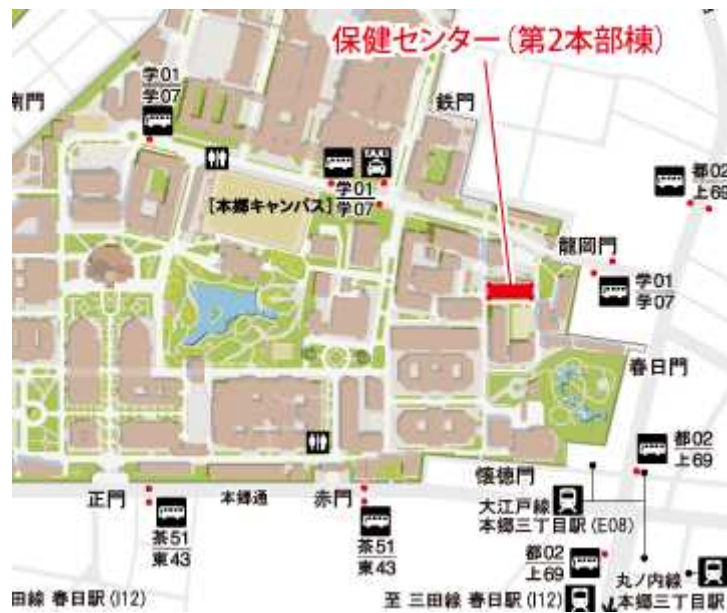 保健センター（第2本部棟）
学01
学07
南門
鉄門
TAXI
学01
学07
[本郷キャンパス]
都02
上69
龍岡門
学01
学07
春日門
都02
上69
懐徳門
正門
本郷通
赤門
大江戸線
本郷三丁目駅(E08)
茶51
東43
茶51
東43
都02
上69
丸ノ内線
本郷三丁目駅
田線 春日駅(I12)
至 三田線 春日駅(I12)